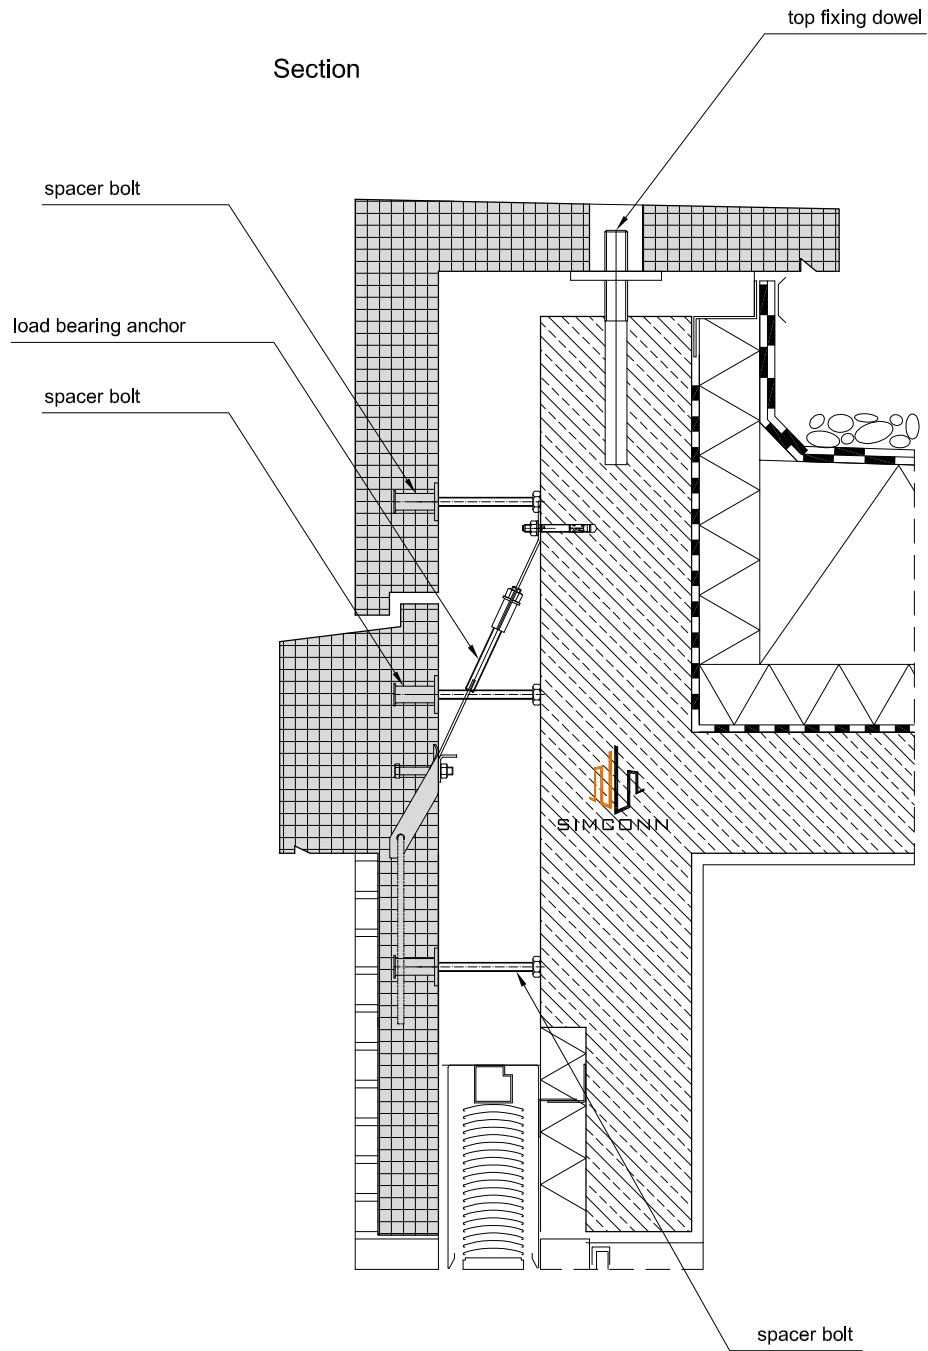 top fixing dowel
Section
spacer bolt
load bearing anchor
spacer bolt
SIMCONN
spacer bolt